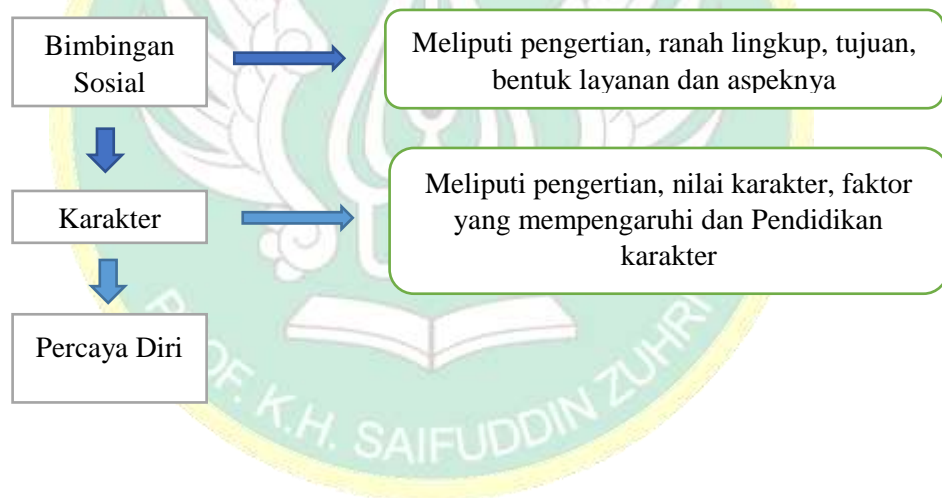 Bimbingan
Sosial
Meliputi pengertian, ranah lingkup, tujuan,
bentuk layanan dan aspeknya
Karakter
Meliputi pengertian, nilai karakter, faktor
yang mempengaruhi dan Pendidikan
karakter
Percaya Diri
OF. K.H. SAIFUDDIN ZUHRI